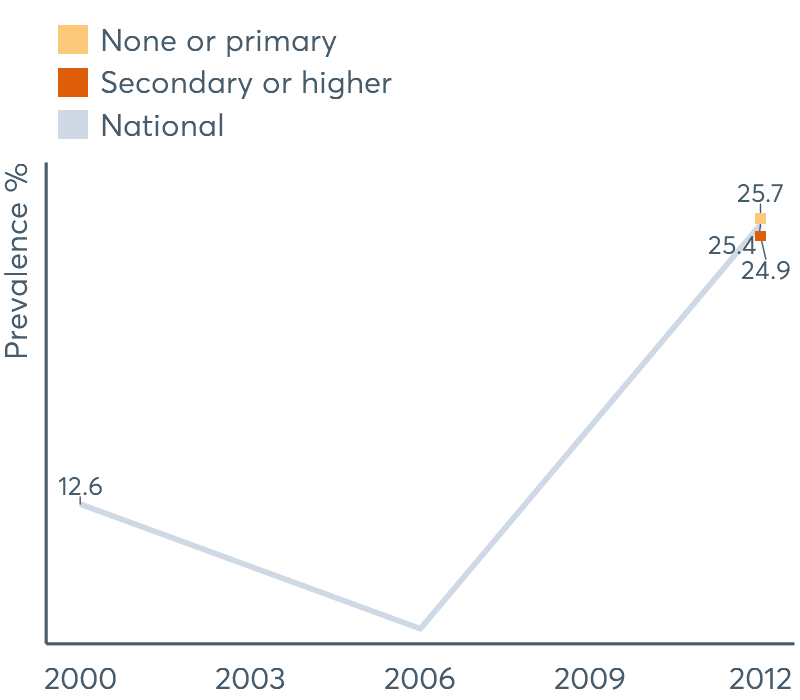 None or primary
Secondary or higher
National
Prevalence %
25.7
25.4
24.9
12.6
2000 2003 2006 2009 2012